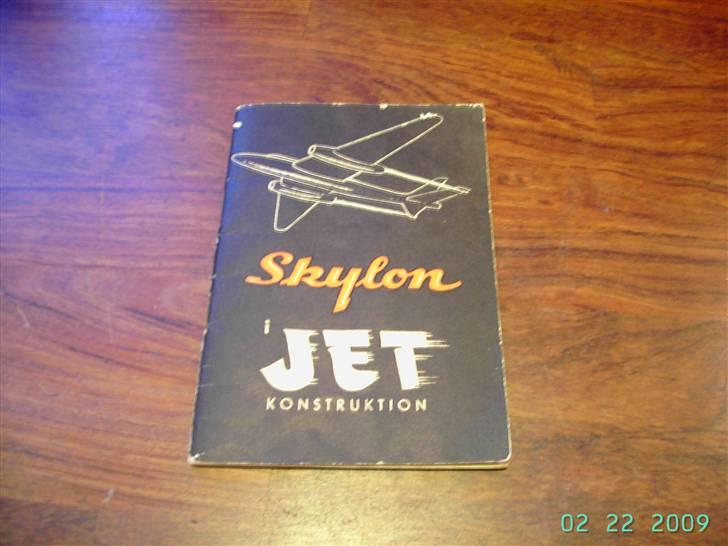 Skylon
i
JET
KONSTRUKTION
02 22 2009